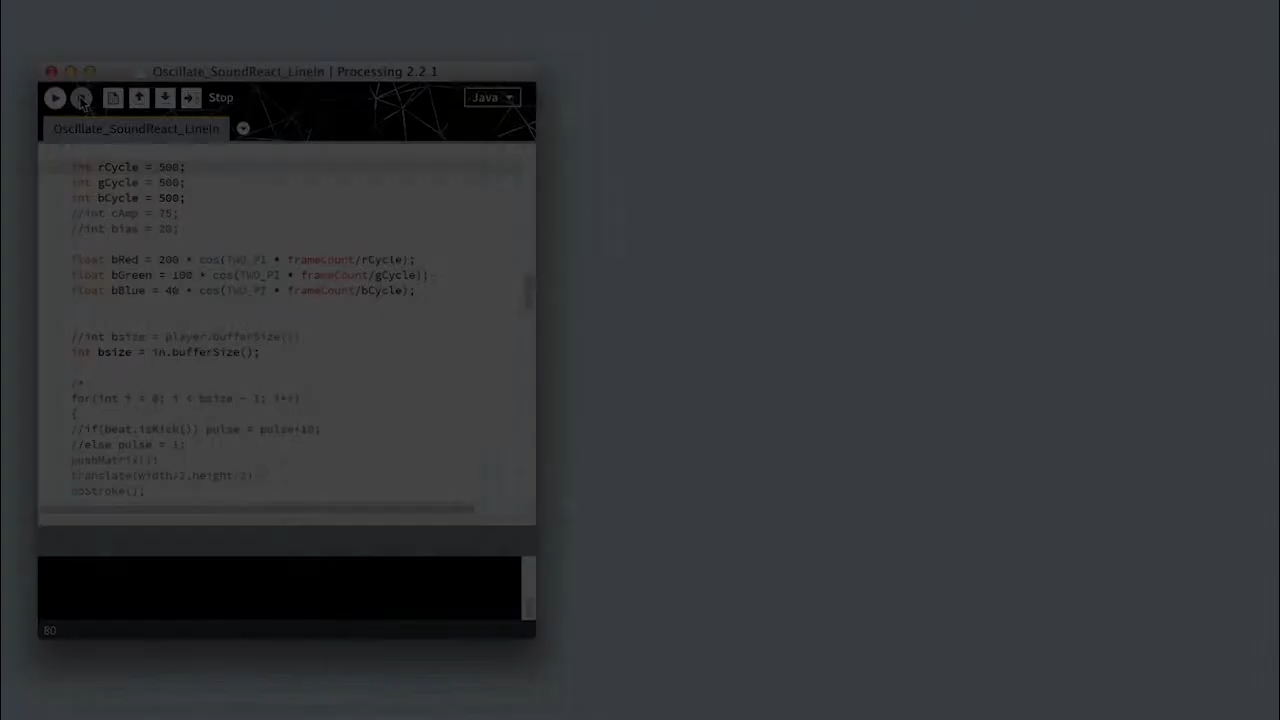 Oscillate_SoundReact_LineIn | Processing 2.2.1
Stop
Java
Oscillate_SoundReact_LineIn
int rCycle = 500;
int gCycle = 500;
int bCycle = 500;
//int cAmp = 75;
//int bias = 20;
float bRed = 200 * cos(TWO_PI * frameCount/rCycle);
float bGreen = 100 * cos(TWO_PI * frameCount/gCycle);
float bBlue = 40 * cos(TWO_PI * frameCount/bCycle);
//int bsize = player.bufferSize()
int bsize = in.bufferSize();
/*
for(int i = 0; i < bsize - 1; i++)
{
//if(beat.isKick()) pulse = pulse+10;
//else pulse = 1;
pushMatrix();
translate(width/2,height/2)
noStroke();
80